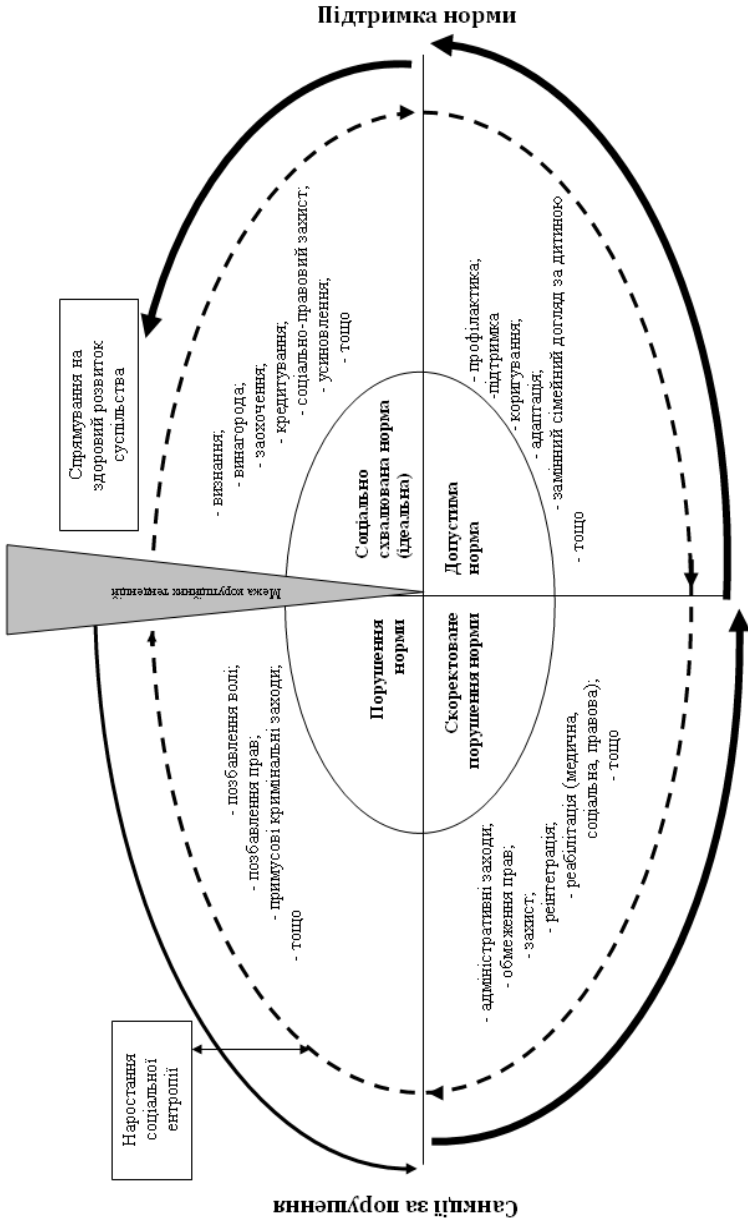 Підтримка норми
Санкції за порушення
Наростання
соціальної
ентропії
Спрямування на
здоровий розвиток
суспільства
Межа корупційних тенденцій
- позбавлення волі;
- позбавлення прав;
- примусові кримінальні заходи;
- тощо
- визнання;
- винагорода;
- заохочення;
- кредитування;
- соціально-правовий захист;
- усиновлення;
- тощо
Порушення
норми
Соціально
схвалювана норма
(ідеальна)
Скоректоване
порушення норми
Допустима
норма
- адміністративні заходи;
- обмеження прав;
- захист;
- реінтеграція;
- реабілітація (медична,
соціальна, правова);
- тощо
- профілактика;
-підтримка
- коригування;
- адаптація;
- замінний сімейний догляд за дитиною
- тощо